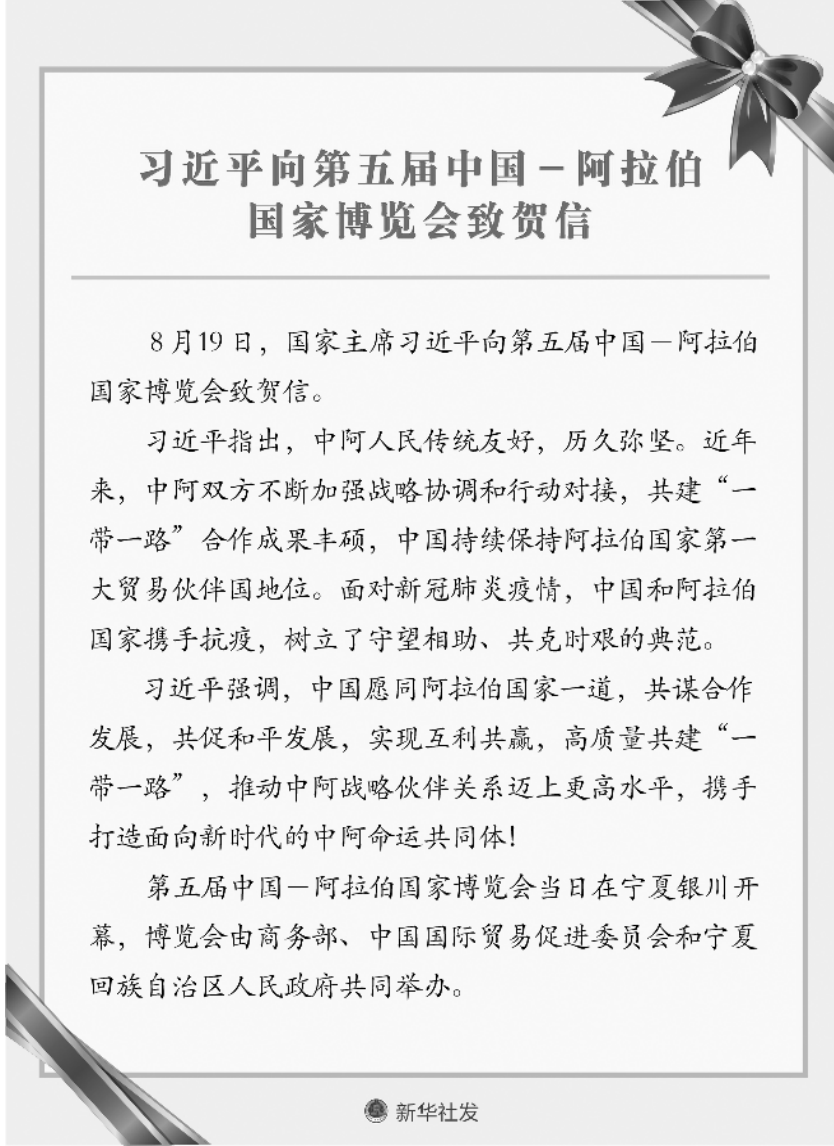 习近平向第五届中国－阿拉伯
国家博览会致贺信
8月19日，国家主席习近平向第五届中国－阿拉伯
国家博览会致贺信。
习近平指出，中阿人民传统友好，历久弥坚。近年
来，中阿双方不断加强战略协调和行动对接，共建“一
带一路”合作成果丰硕，中国持续保持阿拉伯国家第一
大贸易伙伴国地位。面对新冠肺炎疫情，中国和阿拉伯
国家携手抗疫，树立了守望相助、共克时艰的典范。
习近平强调，中国愿同阿拉伯国家一道，共谋合作
发展，共促和平发展，实现互利共赢，高质量共建“一
带一路”，推动中阿战略伙伴关系迈上更高水平，携手
打造面向新时代的中阿命运共同体！
第五届中国－阿拉伯国家博览会当日在宁夏银川开
幕，博览会由商务部、中国国际贸易促进委员会和宁夏
回族自治区人民政府共同举办。
新华社发